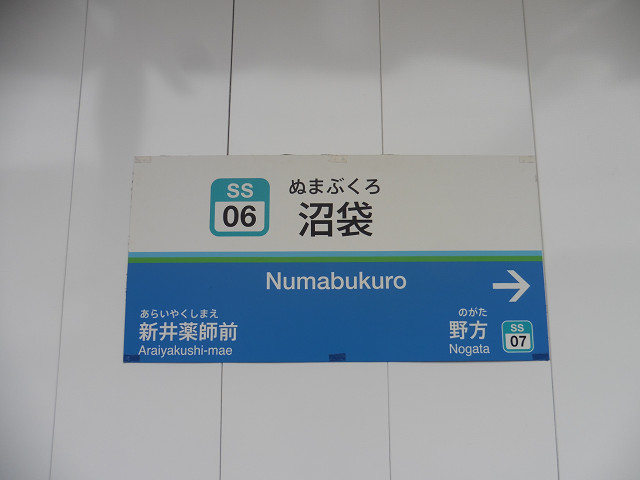 SS
06
ぬまぶくろ
沼袋
Numabukuro
あらいやくしまえ
新井薬師前
Araiyakushi-mae
のがた
野方
Nogata
SS
07